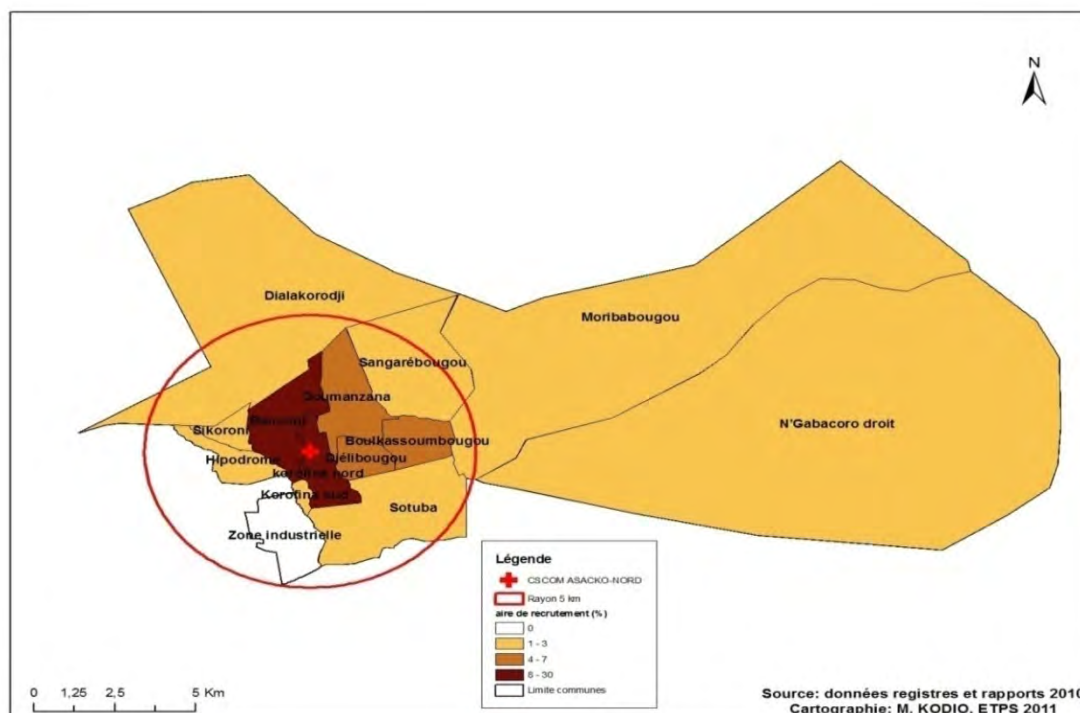 N
Dialakorodji
Moribabougou
Sangarébougou
Doumanzana
N'Gabacoro droit
Sikoroni
Banconi
Boulkassoumbougou
Hipodrome
Djélibougou
korofina nord
Korofina sud
Sotuba
Zone industrielle
Légende
CSCOM ASACKO-NORD
Rayon 5 km
aire de recrutement (%)
0
1 - 3
4 - 7
8 - 30
Limite communes
0 1,25 2,5 5 Km
Source: données registres et rapports 2010
Cartographie: M. KODIO, ETPS 2011